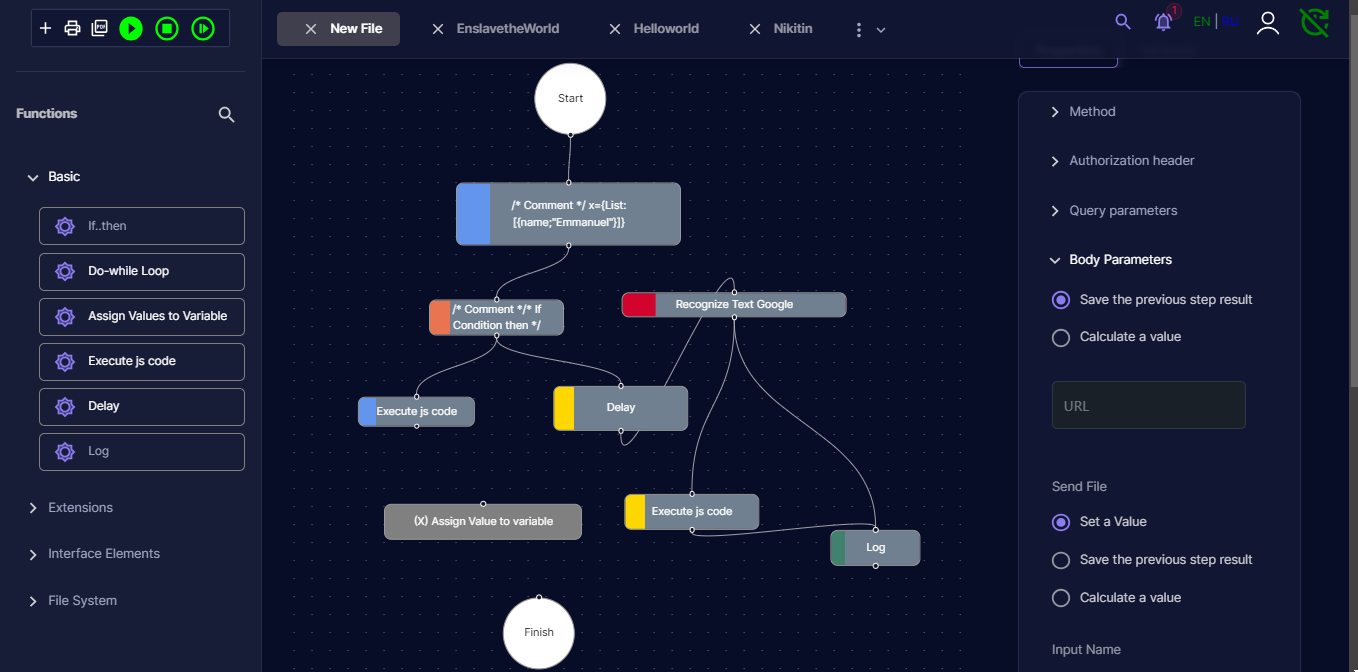 PDF
New File
EnslavetheWorld
Helloworld
Nikitin
1
EN | RU
Functions
Basic
If..then
Do-while Loop
Assign Values to Variable
Execute js code
Delay
Log
Extensions
Interface Elements
File System
Start
/* Comment */ x={List:
[{name;"Emmanuel"}]}
/* Comment */* If
Condition then */
Recognize Text Google
Execute js code
Delay
(X) Assign Value to variable
Execute js code
Log
Finish
Method
Authorization header
Query parameters
Body Parameters
Save the previous step result
Calculate a value
URL
Send File
Set a Value
Save the previous step result
Calculate a value
Input Name